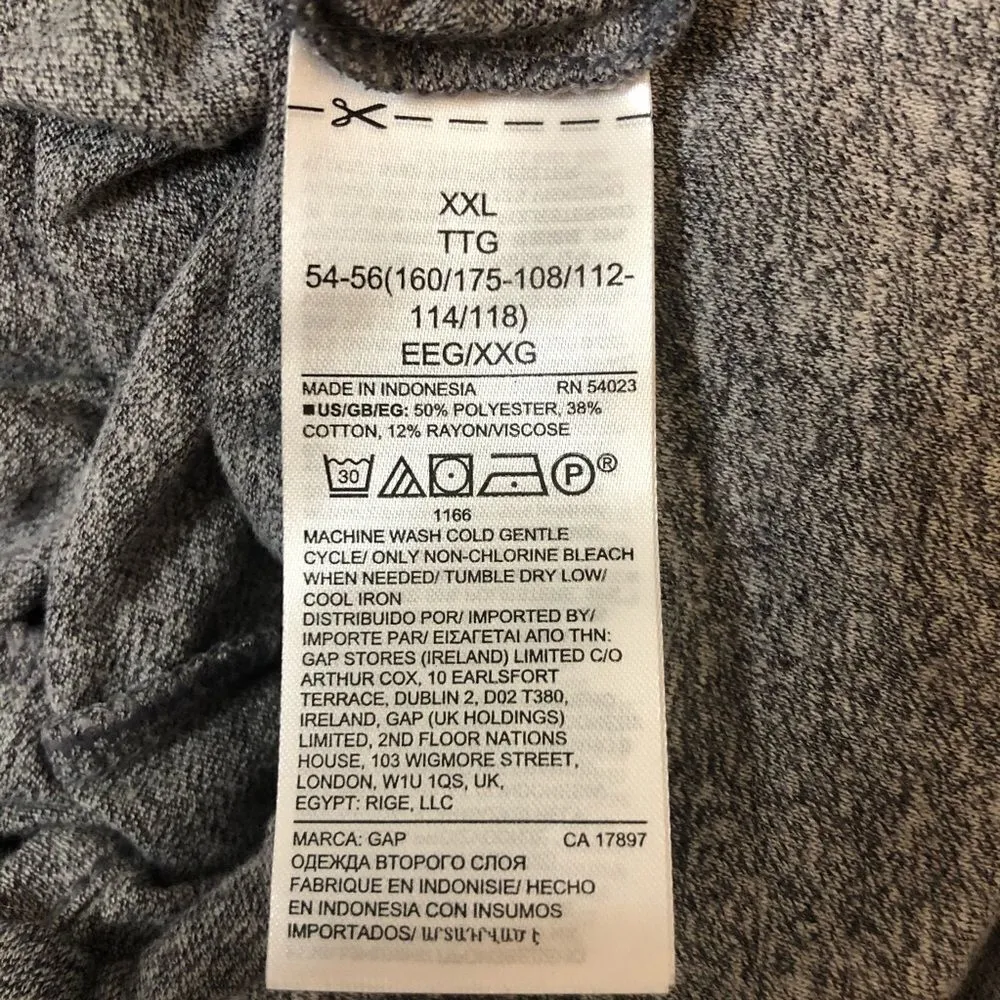 XXL
TTG
54-56(160/175-108/112-
114/118)
EEG/XXG
MADE IN INDONESIA RN 54023
■US/GB/EG: 50% POLYESTER, 38%
COTTON, 12% RAYON/VISCOSE
30 P®
1166
MACHINE WASH COLD GENTLE
CYCLE/ ONLY NON-CHLORINE BLEACH
WHEN NEEDED/ TUMBLE DRY LOW/
COOL IRON
DISTRIBUIDO POR/ IMPORTED BY/
IMPORTE PAR/ ΕΙΣΑΓΕΤΑΙ ΑΠΟ ΤΗΝ:
GAP STORES (IRELAND) LIMITED C/O
ARTHUR COX, 10 EARLSFORT
TERRACE, DUBLIN 2, D02 T380,
IRELAND, GAP (UK HOLDINGS)
LIMITED, 2ND FLOOR NATIONS
HOUSE, 103 WIGMORE STREET,
LONDON, W1U 1QS, UK,
EGYPT: RIGE, LLC
MARCA: GAP CA 17897
ОДЕЖДА ВТОРОГО СЛОЯ
FABRIQUE EN INDONISIE/ HECHO
EN INDONESIA CON INSUMOS
IMPORTADOS/ ԱՐՏԱԴՐՎԱԾ Է